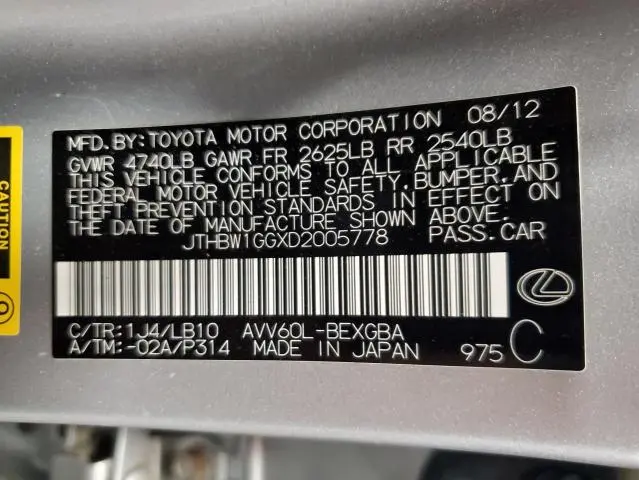 MFD. BY: TOYOTA MOTOR CORPORATION 08/12
GVWR 4740LB GAWR FR 2625LB RR 2540LB
THIS VEHICLE CONFORMS TO ALL APPLICABLE
FEDERAL MOTOR VEHICLE SAFETY, BUMPER, AND
THEFT PREVENTION STANDARDS IN EFFECT ON
THE DATE OF MANUFACTURE SHOWN ABOVE.
JTHBW1GGXD2005778 PASS.CAR
C/TR: 1J4/LB10 AVV60L-BEXGBA
A/TM: -02A/P314 MADE IN JAPAN 975 C
CAUTION